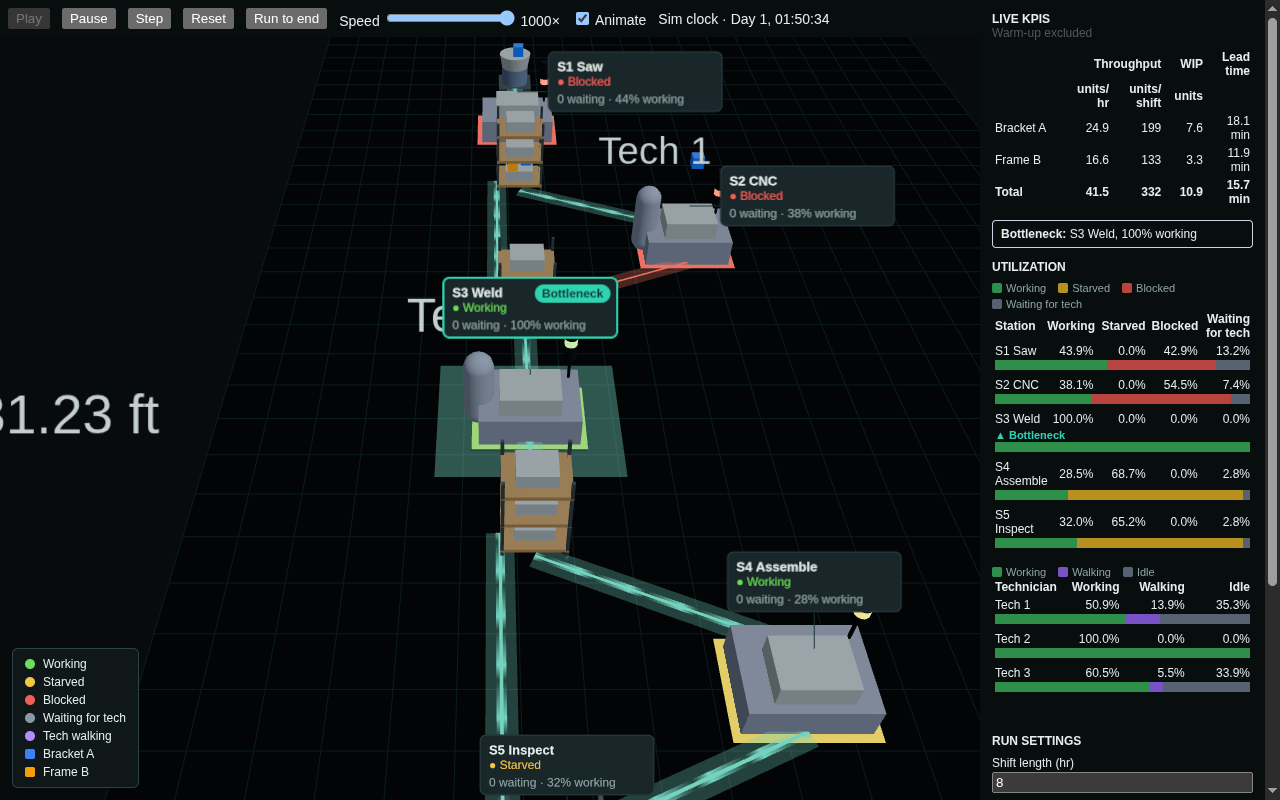 Play Pause Step Reset Run to end Speed 1000× Animate Sim clock · Day 1, 01:50:34
S1 Saw
● Blocked
0 waiting · 44% working
Tech 1
S2 CNC
● Blocked
0 waiting · 38% working
S3 Weld Bottleneck
● Working
0 waiting · 100% working
31.23 ft
S4 Assemble
● Working
0 waiting · 28% working
S5 Inspect
● Starved
0 waiting · 32% working
Working
Starved
Blocked
Waiting for tech
Tech walking
Bracket A
Frame B
LIVE KPIS
Warm-up excluded
Throughput WIP Lead time
units/hr units/shift units
Bracket A 24.9 199 7.6 18.1 min
Frame B 16.6 133 3.3 11.9 min
Total 41.5 332 10.9 15.7 min
Bottleneck: S3 Weld, 100% working
UTILIZATION
Working Starved Blocked
Waiting for tech
Station Working Starved Blocked Waiting for tech
S1 Saw 43.9% 0.0% 42.9% 13.2%
S2 CNC 38.1% 0.0% 54.5% 7.4%
S3 Weld 100.0% 0.0% 0.0% 0.0%
▲ Bottleneck
S4 Assemble 28.5% 68.7% 0.0% 2.8%
S5 Inspect 32.0% 65.2% 0.0% 2.8%
Working Walking Idle
Technician Working Walking Idle
Tech 1 50.9% 13.9% 35.3%
Tech 2 100.0% 0.0% 0.0%
Tech 3 60.5% 5.5% 33.9%
RUN SETTINGS
Shift length (hr)
8